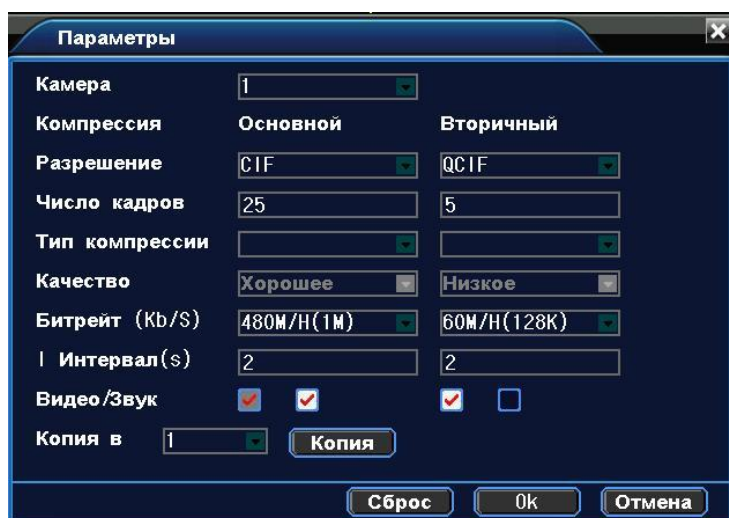 Параметры
Камера 1
Компрессия Основной Вторичный
Разрешение CIF QCIF
Число кадров 25 5
Тип компрессии
Качество Хорошее Низкое
Битрейт (Kb/S) 480M/H(1M) 60M/H(128K)
I Интервал(s) 2 2
Видео/Звук
Копия в 1 Копия
Сброс Ok Отмена